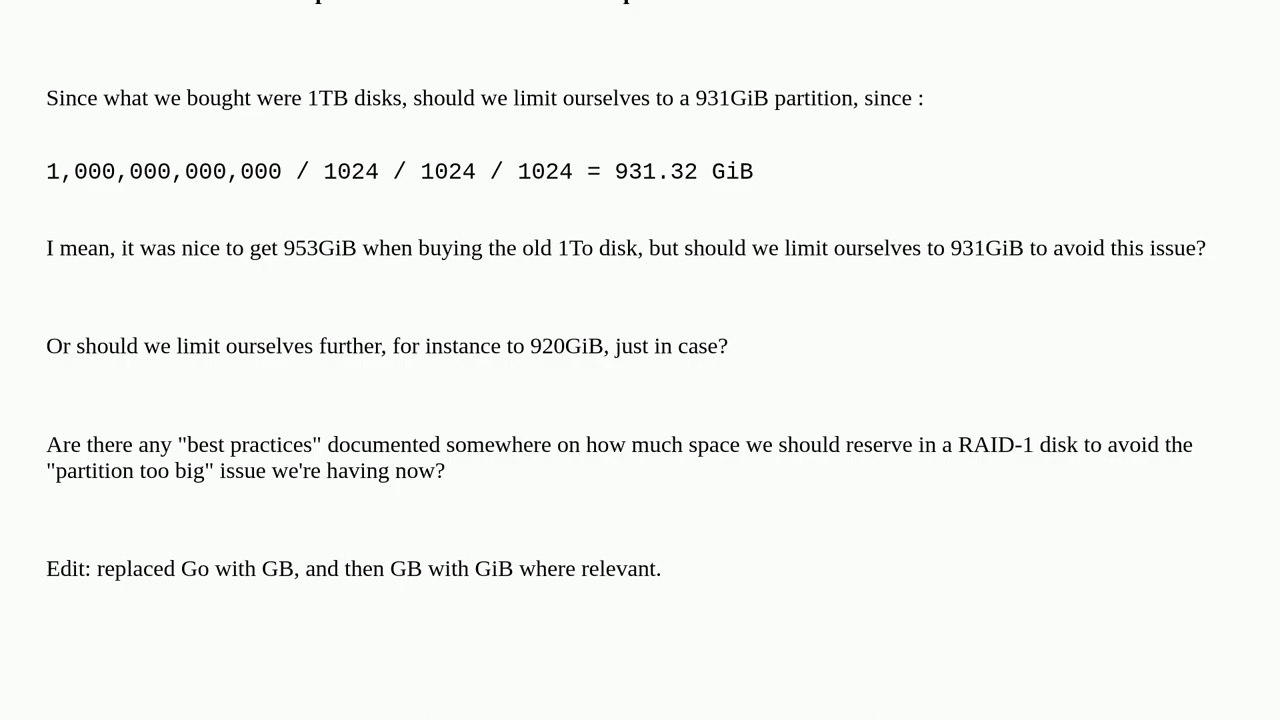 Since what we bought were 1TB disks, should we limit ourselves to a 931GiB partition, since :
1,000,000,000,000 / 1024 / 1024 / 1024 = 931.32 GiB
I mean, it was nice to get 953GiB when buying the old 1To disk, but should we limit ourselves to 931GiB to avoid this issue?
Or should we limit ourselves further, for instance to 920GiB, just in case?
Are there any "best practices" documented somewhere on how much space we should reserve in a RAID-1 disk to avoid the
"partition too big" issue we're having now?
Edit: replaced Go with GB, and then GB with GiB where relevant.